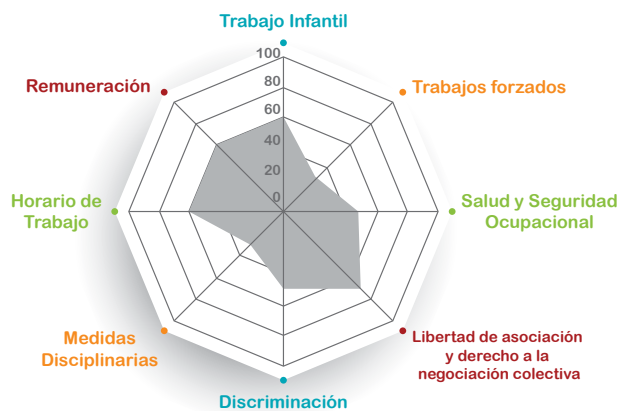 Trabajo Infantil
100
80
60
40
20
0
Remuneración
Trabajos forzados
Horario de
Trabajo
Salud y Seguridad
Ocupacional
Medidas
Disciplinarias
Libertad de asociación
y derecho a la
negociación colectiva
Discriminación